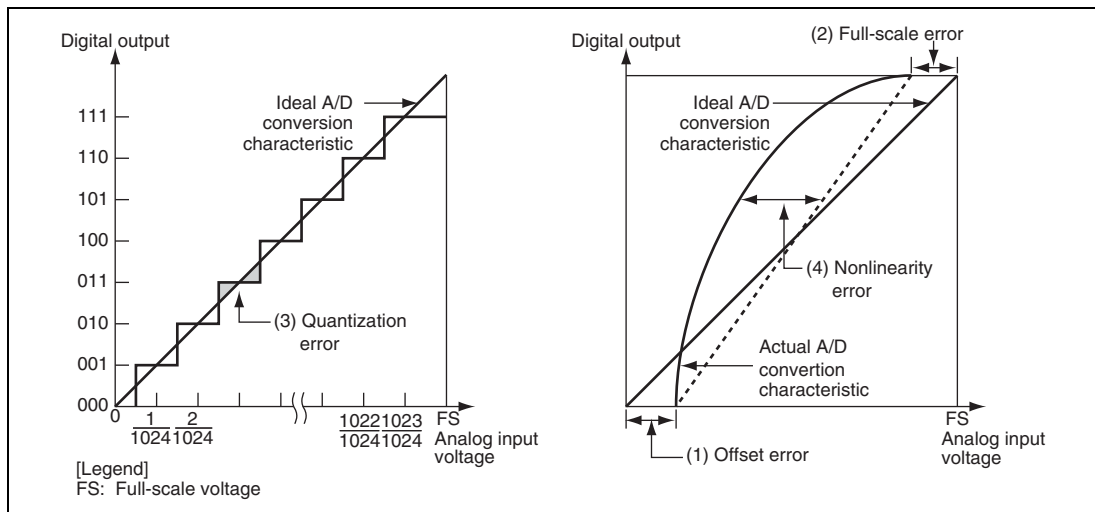 Digital output
111
110
101
100
011
010
001
000
Ideal A/D
conversion
characteristic
(3) Quantization
error
0
1
1024
2
1024
1022
1024
1023
1024
FS
Analog input
voltage
[Legend]
FS: Full-scale voltage
Digital output
(2) Full-scale error
Ideal A/D
conversion
characteristic
(4) Nonlinearity
error
Actual A/D
convertion
characteristic
FS
Analog input
voltage
(1) Offset error